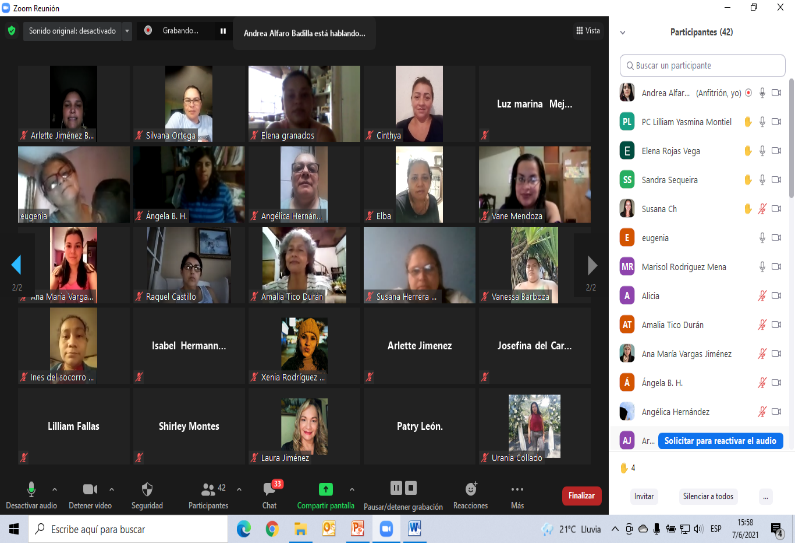 Zoom Reunión
Sonido original: desactivado
Grabando...
Andrea Alfaro Badilla está hablando...
Vista
Arlette Jiménez B...
Silvana Ortega
Elena granados
Cinthya
Luz marina Mej...
eugenia
Ángela B. H.
Angélica Hernán...
Elba
Vane Mendoza
Ana María Varga...
Raquel Castillo
Amalia Tico Durán
Susana Herrera ...
Vanessa Barboza
2/2
2/2
Ines del socorro ...
Isabel Hermann...
Xenia Rodríguez ...
Arlette Jimenez
Josefina del Car...
Lilliam Fallas
Shirley Montes
Laura Jiménez
Patry León.
Urania Collado
Desactivar audio
Detener video
Seguridad
42
Participantes
33
Chat
Compartir pantalla
Pausar/detener grabación
Reacciones
Más
Finalizar
Participantes (42)
Buscar un participante
Andrea Alfar... (Anfitrión, yo)
PL PC Lilliam Yasmina Montiel
E Elena Rojas Vega
SS Sandra Sequeira
Susana Ch
E eugenia
MR Marisol Rodriguez Mena
A Alicia
AT Amalia Tico Durán
Ana María Vargas Jiménez
Á Ángela B. H.
Angélica Hernández
AJ Ar... Solicitar para reactivar el audio
4
Invitar
Silenciar a todos
...
Escribe aquí para buscar
21°C Lluvia
ESP
15:58
7/6/2021
4